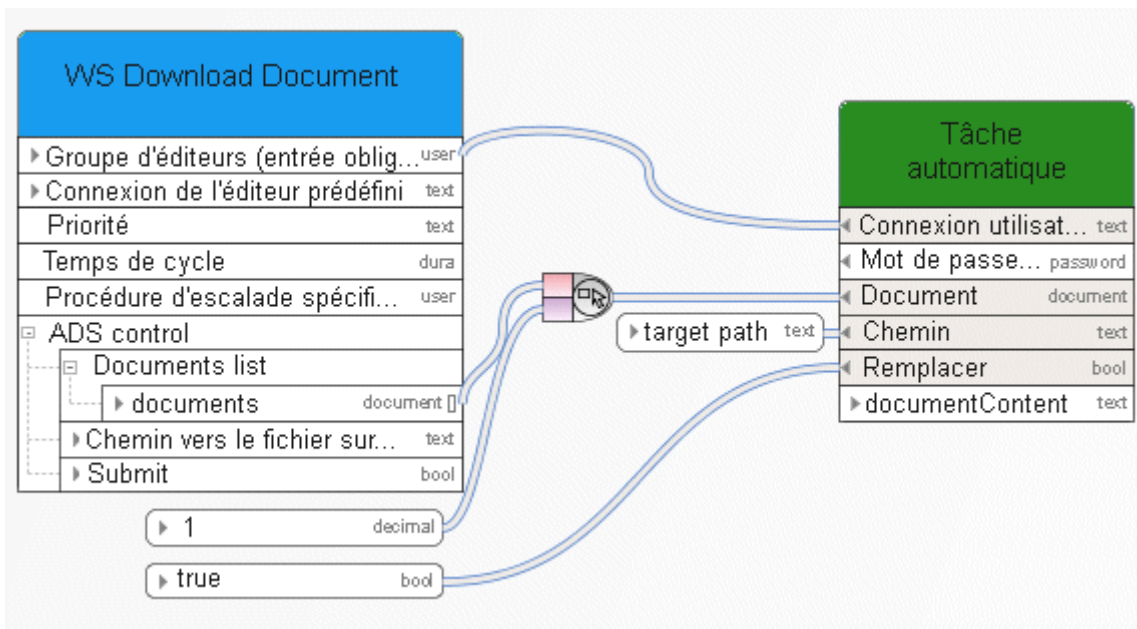 WS Download Document
Groupe d'éditeurs (entrée oblig... user
Connexion de l'éditeur prédéfini text
Priorité text
Temps de cycle dura
Procédure d'escalade spécifi... user
ADS control
Documents list
documents document []
Chemin vers le fichier sur... text
Submit bool
1 decimal
true bool
target path text
Tâche
automatique
Connexion utilisat... text
Mot de passe... password
Document document
Chemin text
Remplacer bool
documentContent text